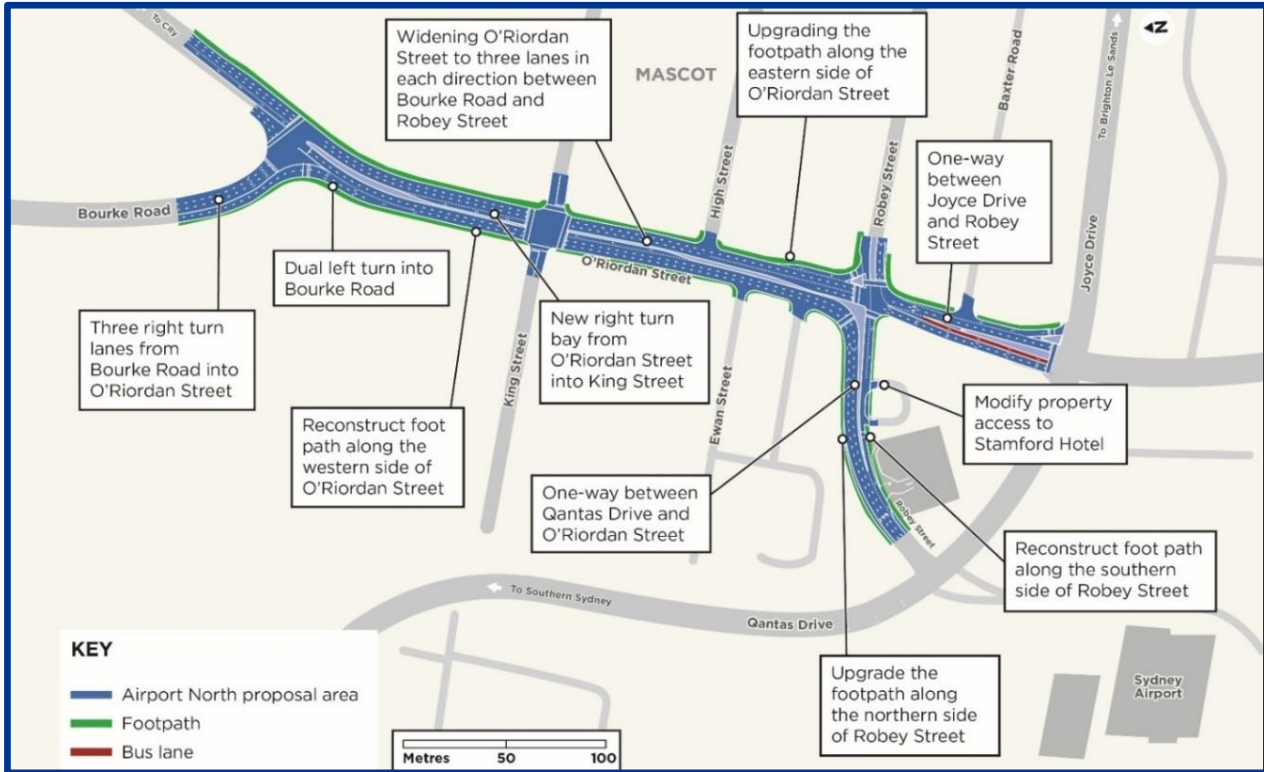 To City
Widening O'Riordan
Street to three lanes in
each direction between
Bourke Road and
Robey Street
MASCOT
Upgrading the
footpath along the
eastern side of
O'Riordan Street
Baxter Road
To Brighton Le Sands
N
One-way
between
Joyce Drive
and Robey
Street
High Street
Robey Street
Joyce Drive
Bourke Road
Dual left turn into
Bourke Road
O'Riordan Street
Three right turn
lanes from
Bourke Road into
O'Riordan Street
New right turn
bay from
O'Riordan Street
into King Street
King Street
Ewan Street
Modify property
access to
Stamford Hotel
Reconstruct foot
path along the
western side of
O'Riordan Street
One-way between
Qantas Drive and
O'Riordan Street
Robey Street
Reconstruct foot path
along the southern
side of Robey Street
To Southern Sydney
Qantas Drive
Upgrade the
footpath along
the northern side
of Robey Street
Sydney
Airport
KEY
Airport North proposal area
Footpath
Bus lane
Metres 50 100